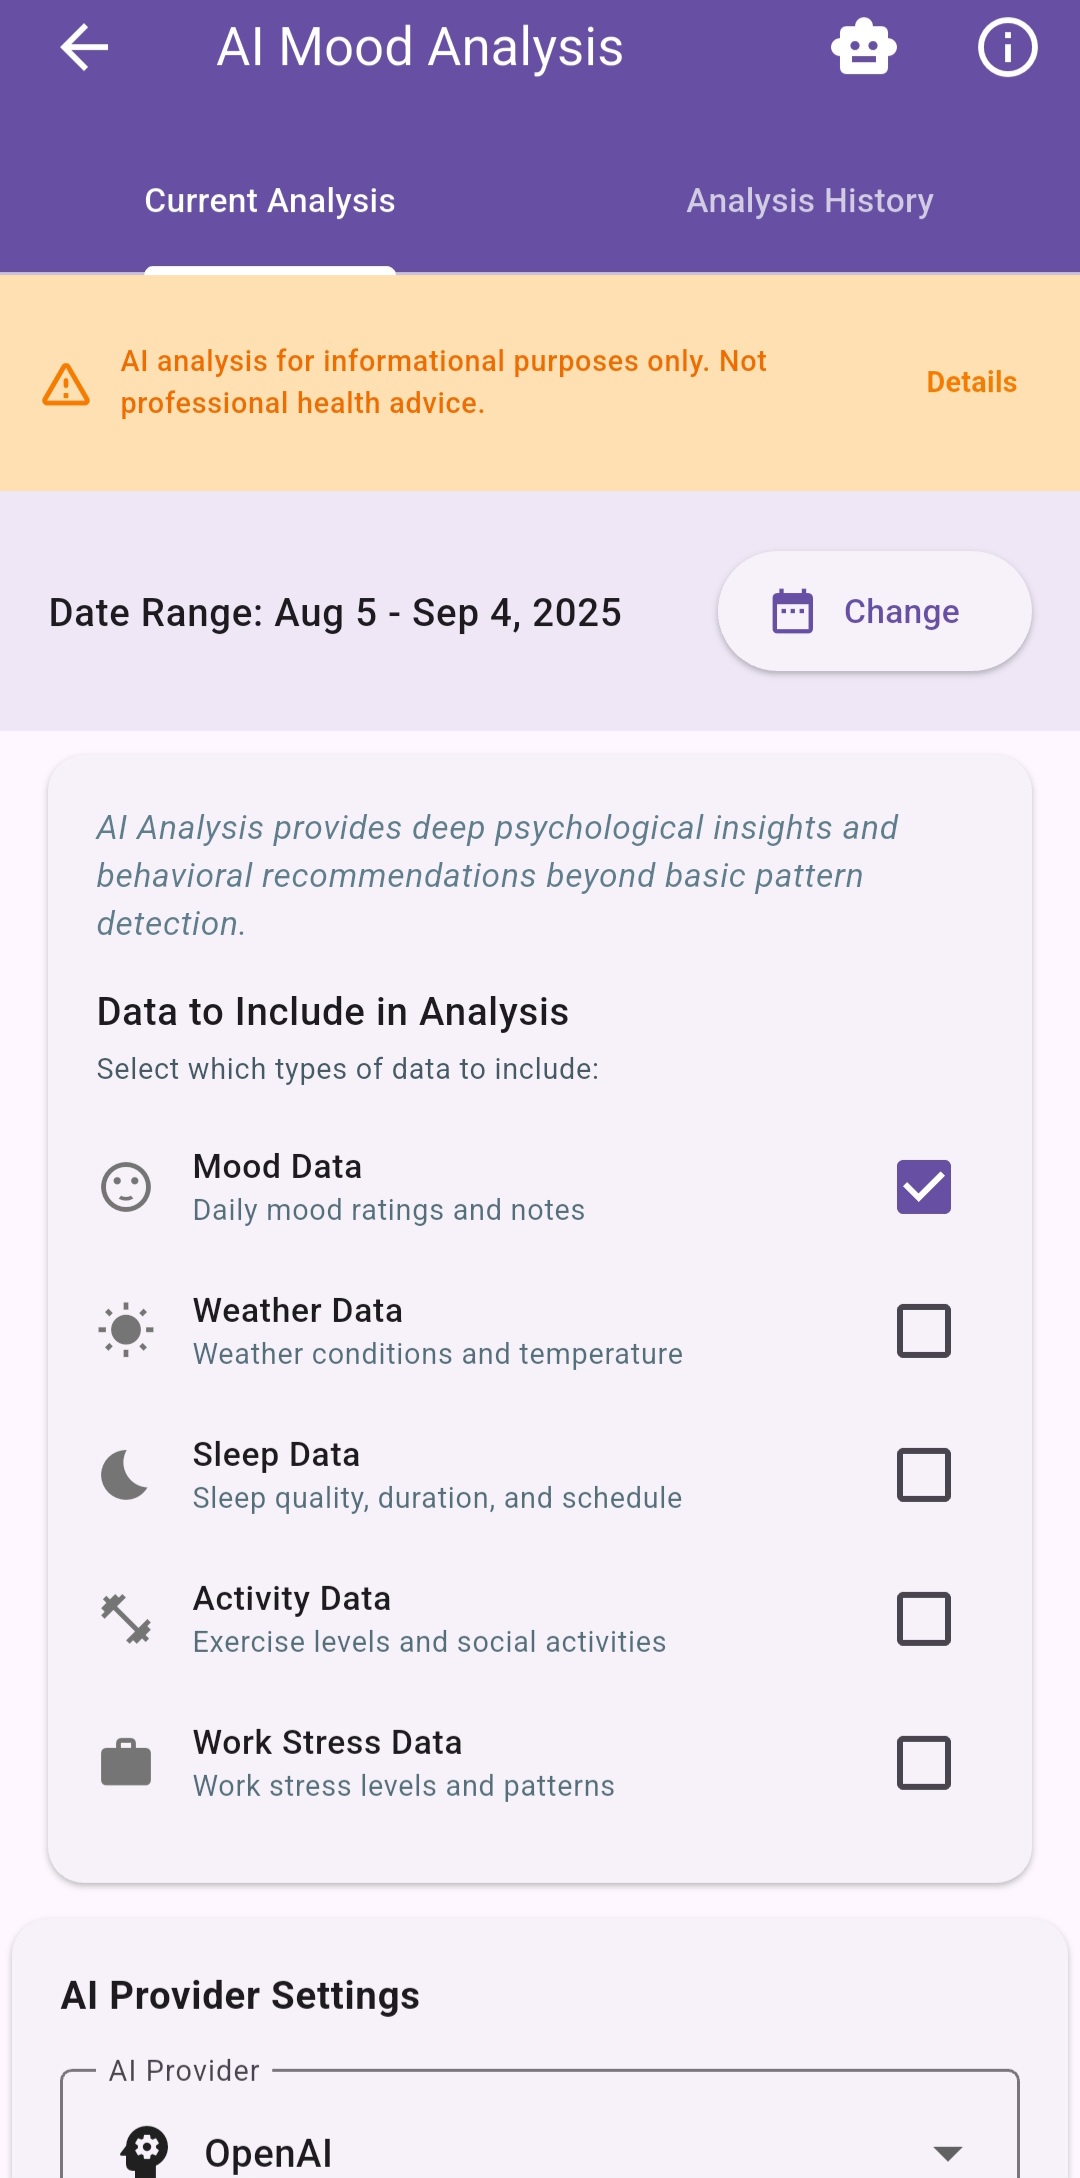 AI Mood Analysis
Current Analysis
Analysis History
AI analysis for informational purposes only. Not
professional health advice.
Details
Date Range: Aug 5 - Sep 4, 2025
Change
AI Analysis provides deep psychological insights and
behavioral recommendations beyond basic pattern
detection.
Data to Include in Analysis
Select which types of data to include:
Mood Data
Daily mood ratings and notes
Weather Data
Weather conditions and temperature
Sleep Data
Sleep quality, duration, and schedule
Activity Data
Exercise levels and social activities
Work Stress Data
Work stress levels and patterns
AI Provider Settings
AI Provider
OpenAI